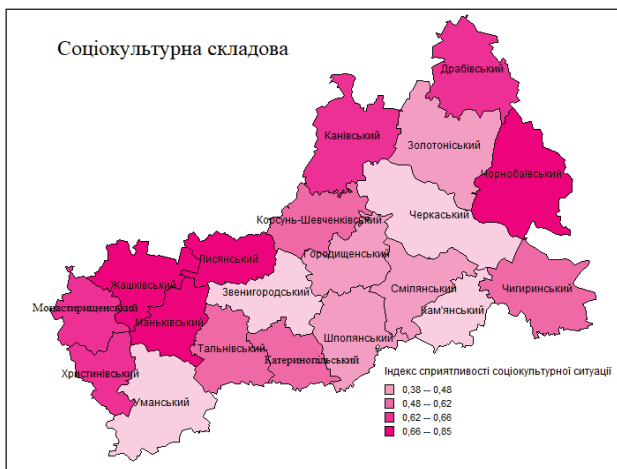 Соціокультурна складова
Драбівський
Канівський
Золотоніський
Чорнобаївський
Корсунь-Шевченківський
Черкаський
Лисянський
Городищенський
Жашківський
Звенигородський
Смілянський
Чигиринський
Монастирищенський
Маньківський
Кам'янський
Тальнівський
Катеринопільський
Шполянський
Христинівський
Уманський
Індекс сприятливості соціокультурної ситуації
0,38 -- 0,48
0,48 -- 0,62
0,62 -- 0,66
0,66 -- 0,85